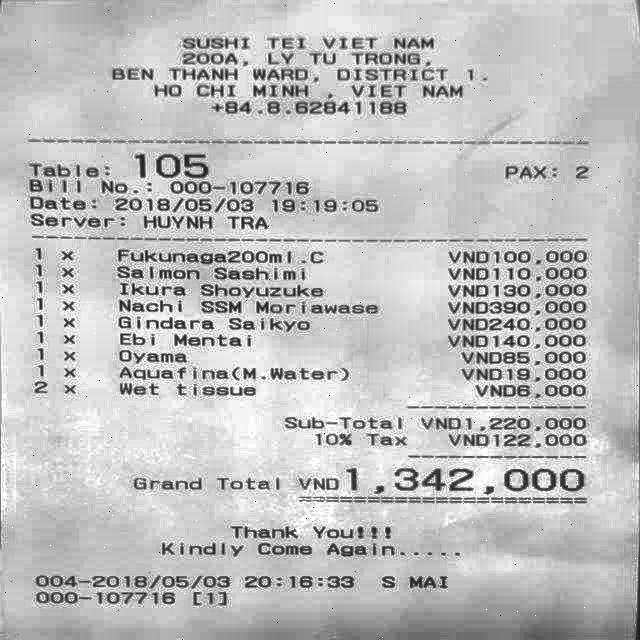 SUSHI TEI VIET NAM
200A, LY TU TRONG,
BEN THANH WARD, DISTRICT 1.
HO CHI MINH , VIET NAM
+84.8.62841188
Table: 105 PAX: 2
Bill No.: 000-107716
Date: 2018/05/03 19:19:05
Server: HUYNH TRA
1 x Fukunaga200ml.C VND100,000
1 x Salmon Sashimi VND110,000
1 x Ikura Shoyuzuke VND130,000
1 x Nachi SSM Moriawase VND390,000
1 x Gindara Saikyo VND240,000
1 x Ebi Mentai VND140,000
1 x Oyama VND85,000
1 x Aquafina(M.Water) VND19,000
2 x Wet tissue VND6,000
Sub-Total VND1,220,000
10% Tax VND122,000
Grand Total VND1,342,000
Thank You!!!
Kindly Come Again.....
004-2018/05/03 20:16:33 S MAI
000-107716 [1]